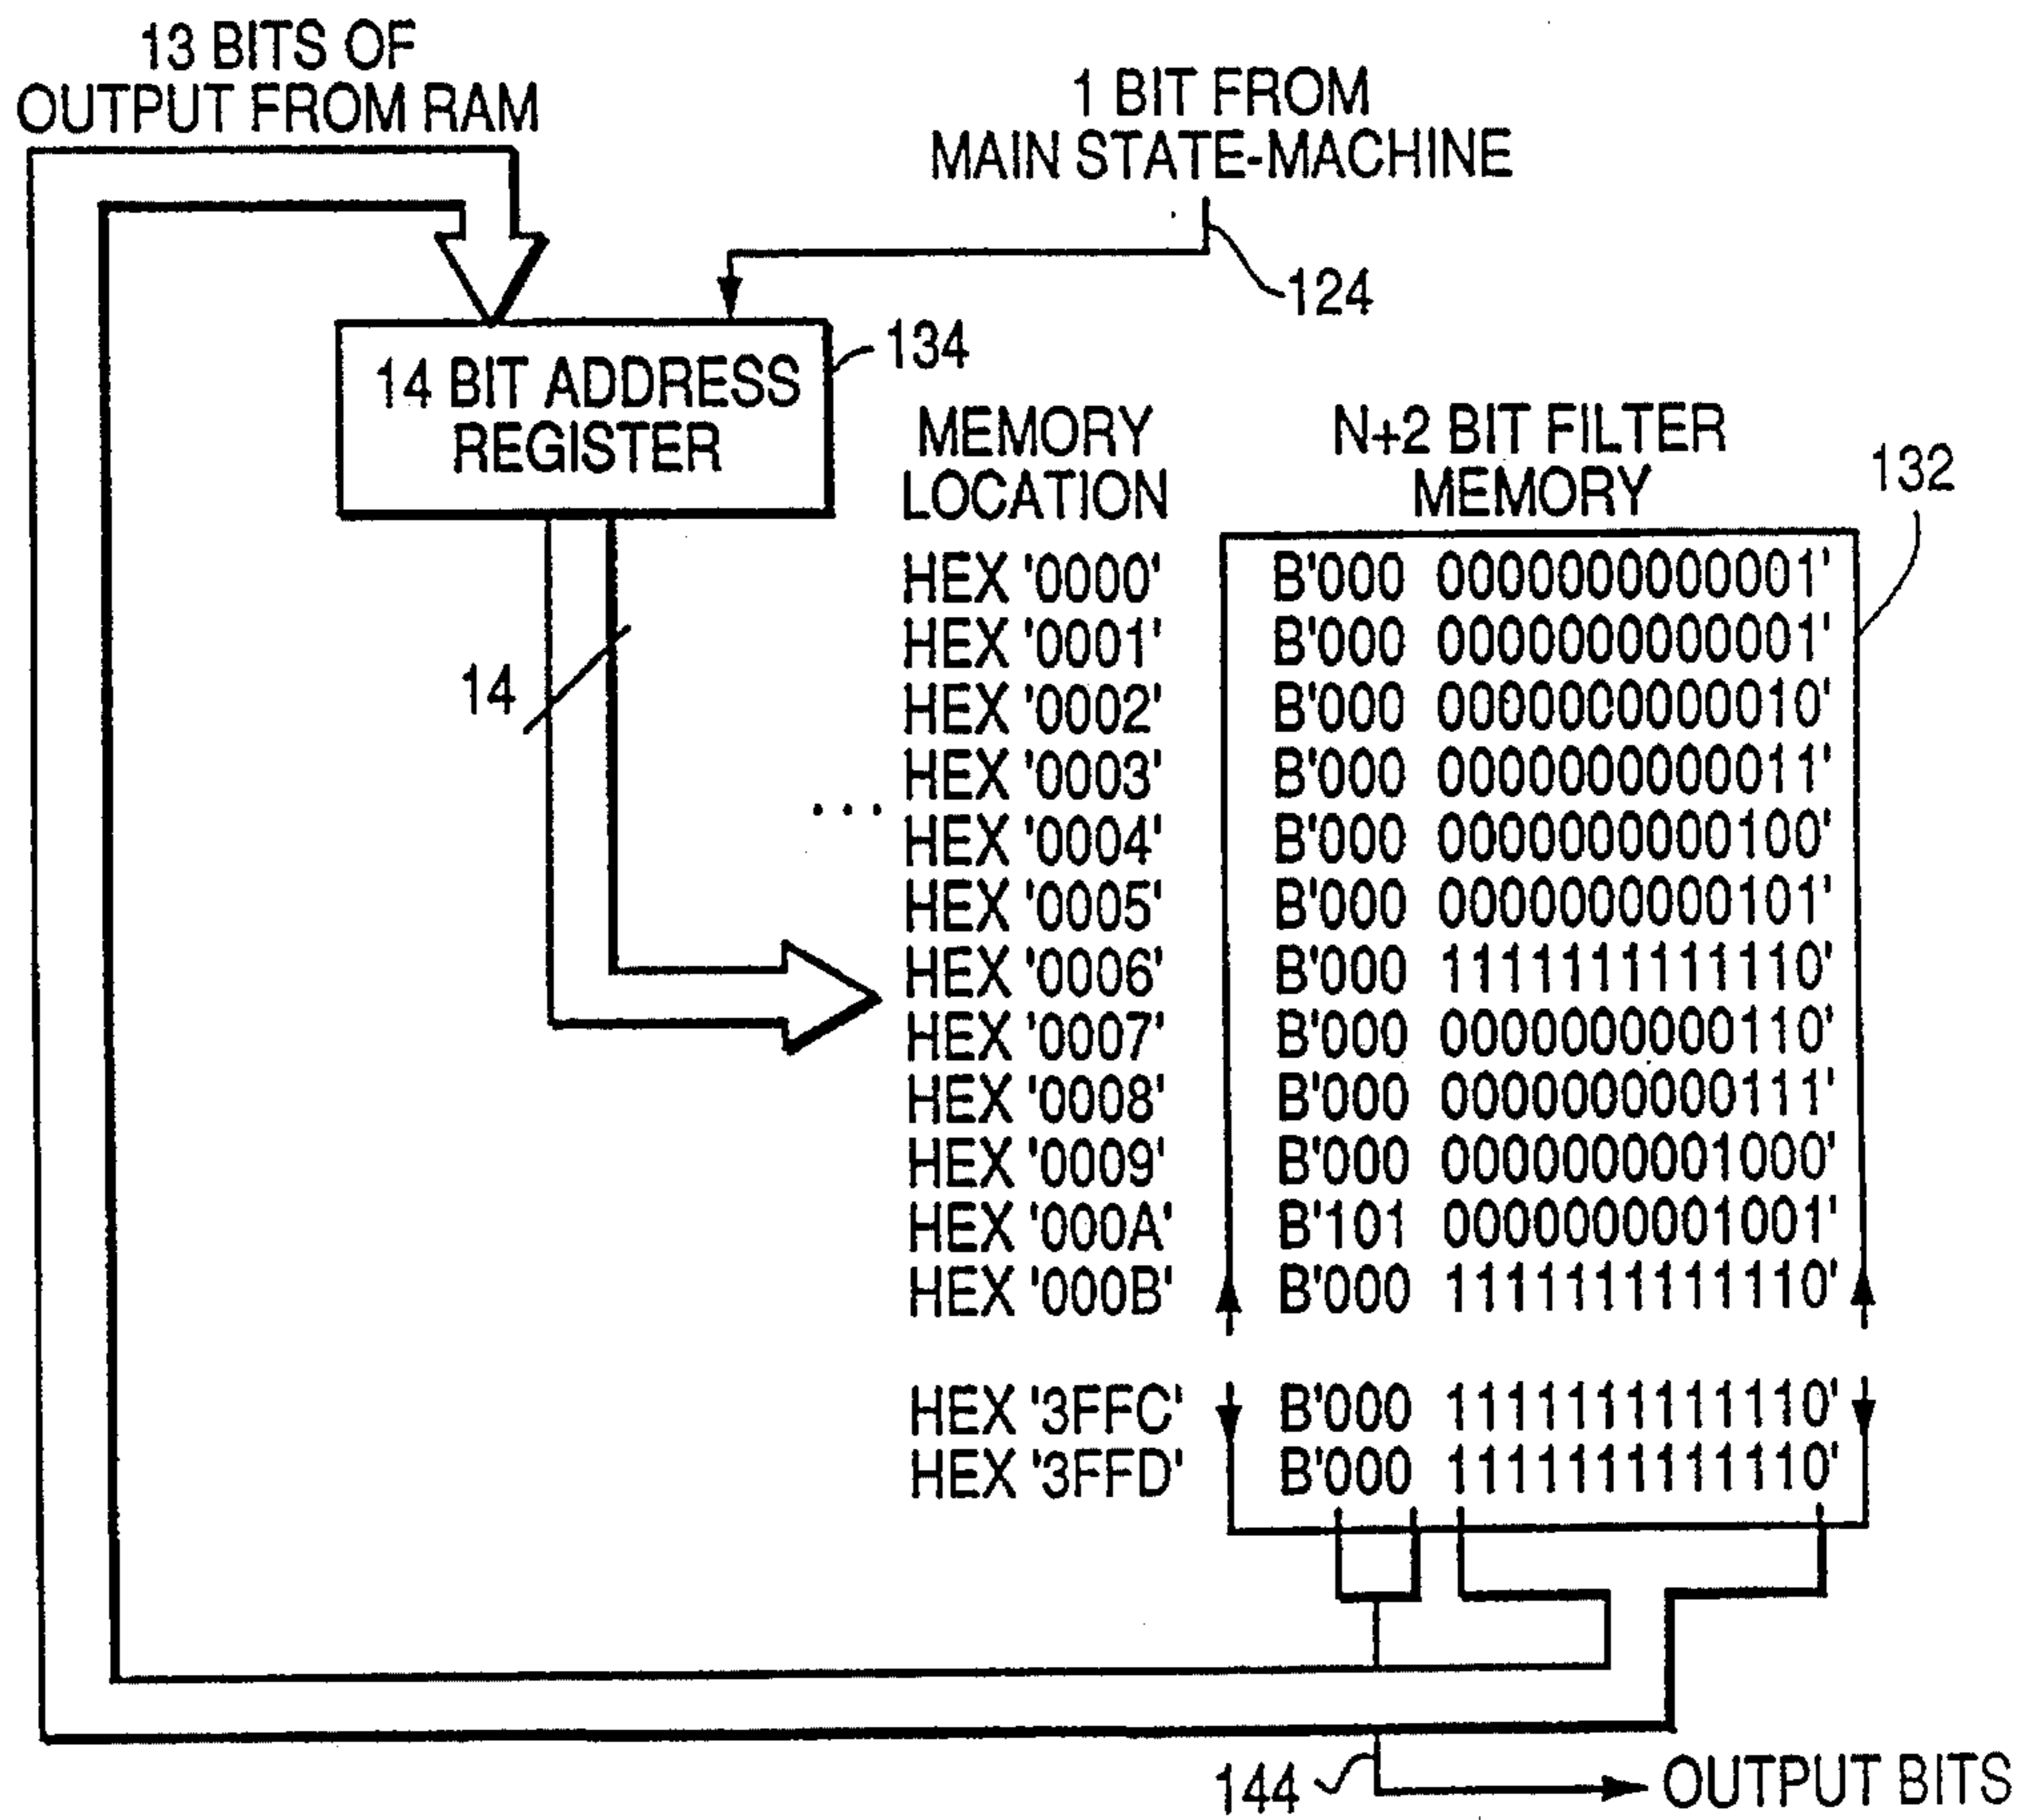 13 BITS OF
OUTPUT FROM RAM
1 BIT FROM
MAIN STATE-MACHINE
124
14 BIT ADDRESS
REGISTER
134
MEMORY
LOCATION
N+2 BIT FILTER
MEMORY
132
14
...
HEX '0000' B'000 0000000000001'
HEX '0001' B'000 0000000000001'
HEX '0002' B'000 0000000000010'
HEX '0003' B'000 0000000000011'
HEX '0004' B'000 0000000000100'
HEX '0005' B'000 0000000000101'
HEX '0006' B'000 1111111111110'
HEX '0007' B'000 0000000000110'
HEX '0008' B'000 0000000000111'
HEX '0009' B'000 0000000001000'
HEX '000A' B'101 0000000001001'
HEX '000B' B'000 1111111111110'
HEX '3FFC' B'000 1111111111110'
HEX '3FFD' B'000 1111111111110'
144
OUTPUT BITS